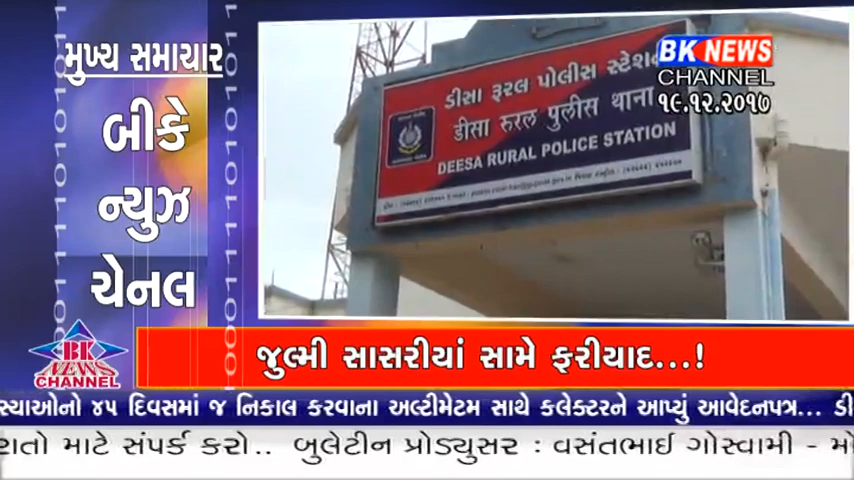 મુખ્ય સમાચાર
બીકે
ન્યુઝ
ચેનલ
BK NEWS
CHANNEL
૧૯.૧૨.૨૦૧૭
ડીસા રૂરલ પોલીસ સ્ટેશન
डीसा रुरल पुलीस थाना
DEESA RURAL POLICE STATION
જુલ્મી સાસરીયાં સામે ફરીયાદ...!
BK
NEWS
CHANNEL
સ્યાઓનો ૪૫ દિવસમાં જ નિકાલ કરવાના અલ્ટીમેટમ સાથે કલેક્ટરને આપ્યું આવેદનપત્ર... ડી
રાતો માટે સંપર્ક કરો.. બુલેટીન પ્રોડ્યુસર : વસંતભાઈ ગોસ્વામી - મો